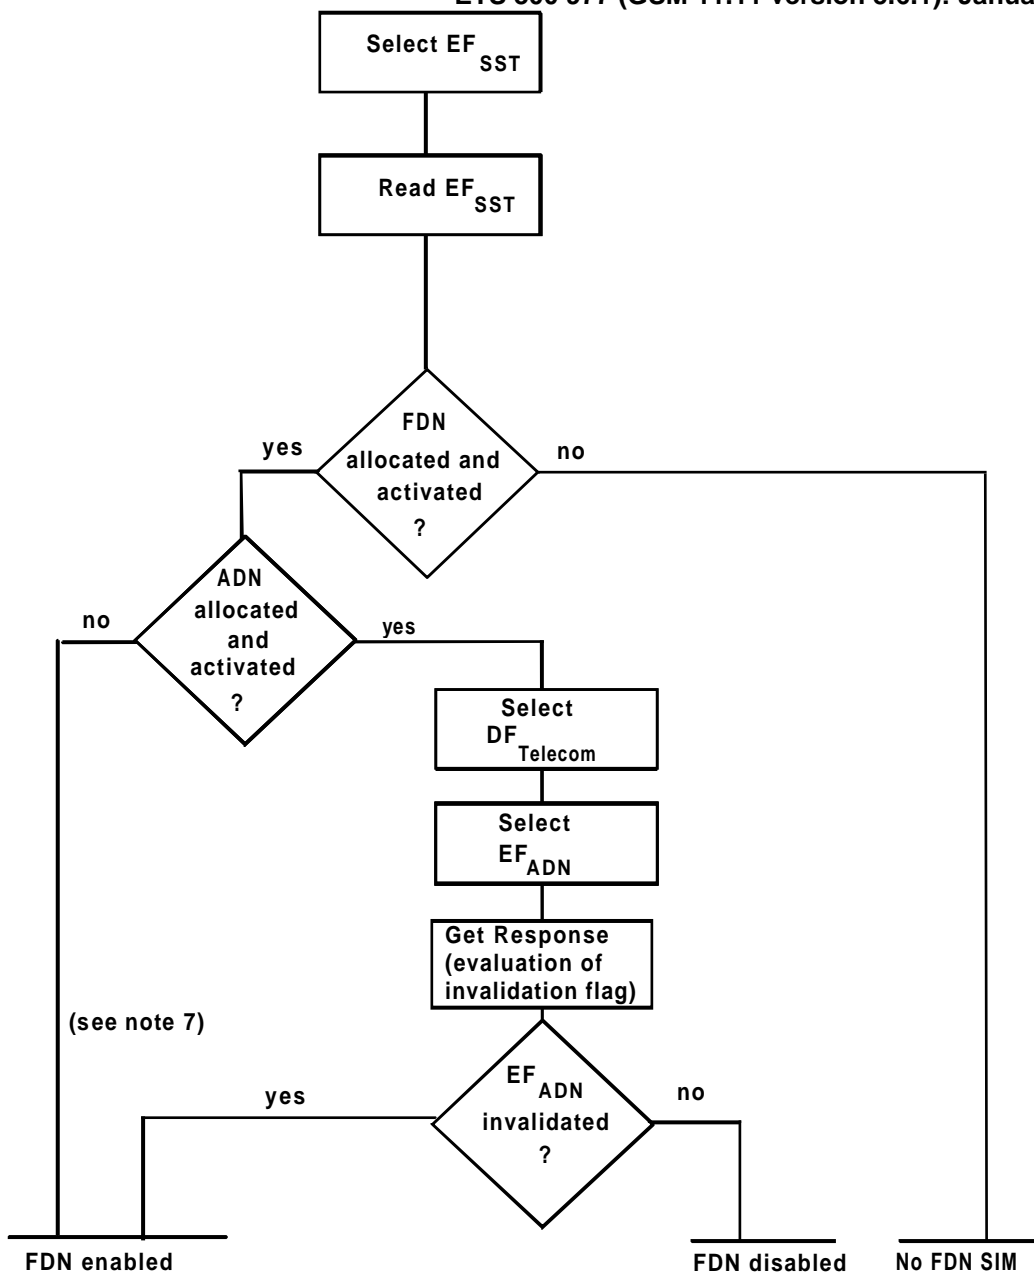 Select EF SST
Read EF SST
FDN
allocated and
activated
?
yes
no
ADN
allocated
and
activated
?
no
yes
Select
DF Telecom
Select
EF ADN
Get Response
(evaluation of
invalidation flag)
(see note 7)
EF ADN
invalidated
?
yes
no
FDN enabled
FDN disabled
No FDN SIM